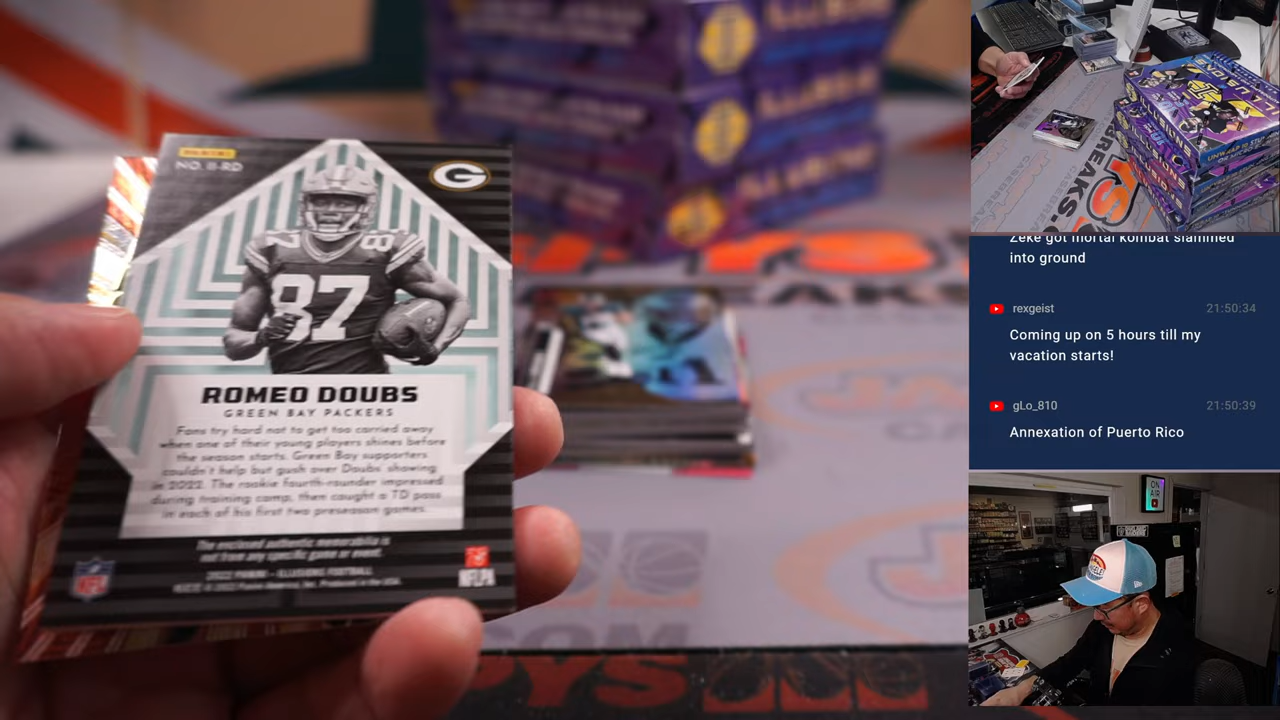 PANINI
NO. II-RD
G
87
87
ROMEO DOUBS
GREEN BAY PACKERS
Fans try hard not to get too carried away
when one of their young players shines before
the season starts. Green Bay supporters
couldn't help but gush over Doubs' showing
in 2022. The rookie fourth-rounder impressed
during training camp, then caught a TD pass
in each of his first two preseason games.
The enclosed authentic memorabilia is
not from any specific game or event.
2022 PANINI - ILLUSIONS FOOTBALL
NFL
NFLPA
.COM
Zeke got mortal kombat slammed
into ground
rexgeist 21:50:34
Coming up on 5 hours till my
vacation starts!
gLo_810 21:50:39
Annexation of Puerto Rico
ON
AIR